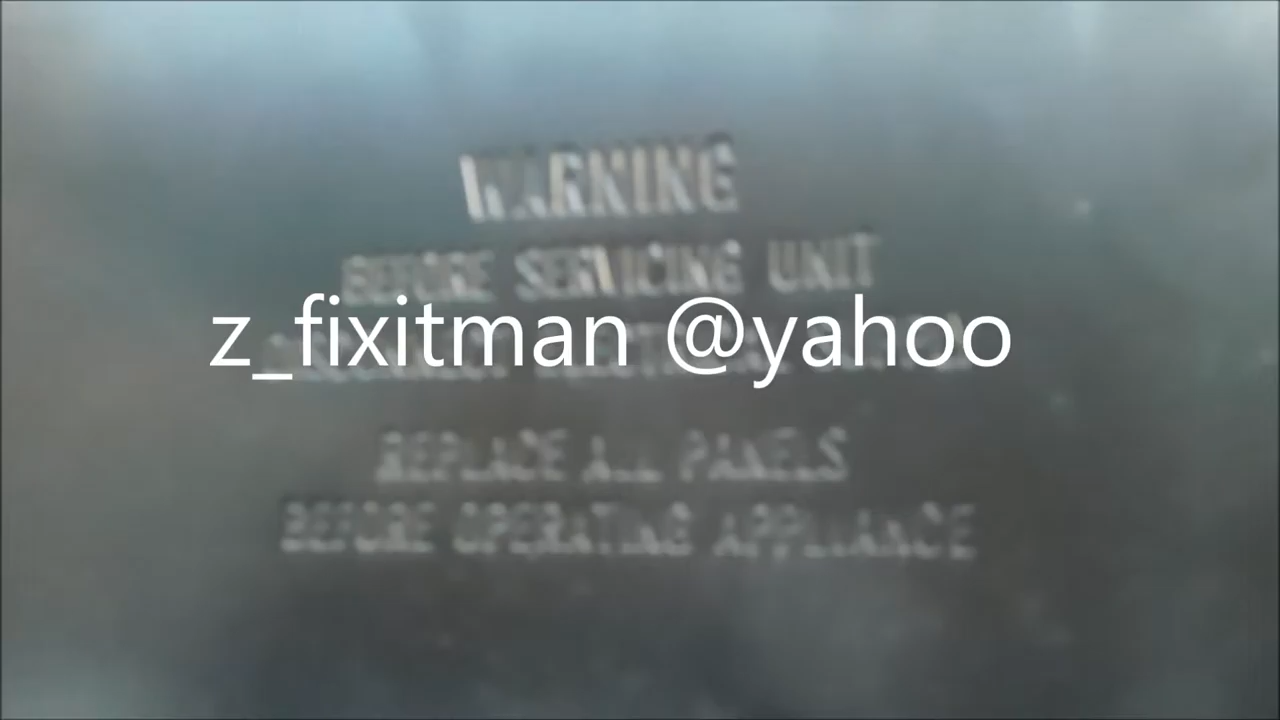 WARNING
BEFORE SERVICING UNIT
z_fixitman @yahoo
REPLACE ALL PANELS
BEFORE OPERATING APPLIANCE